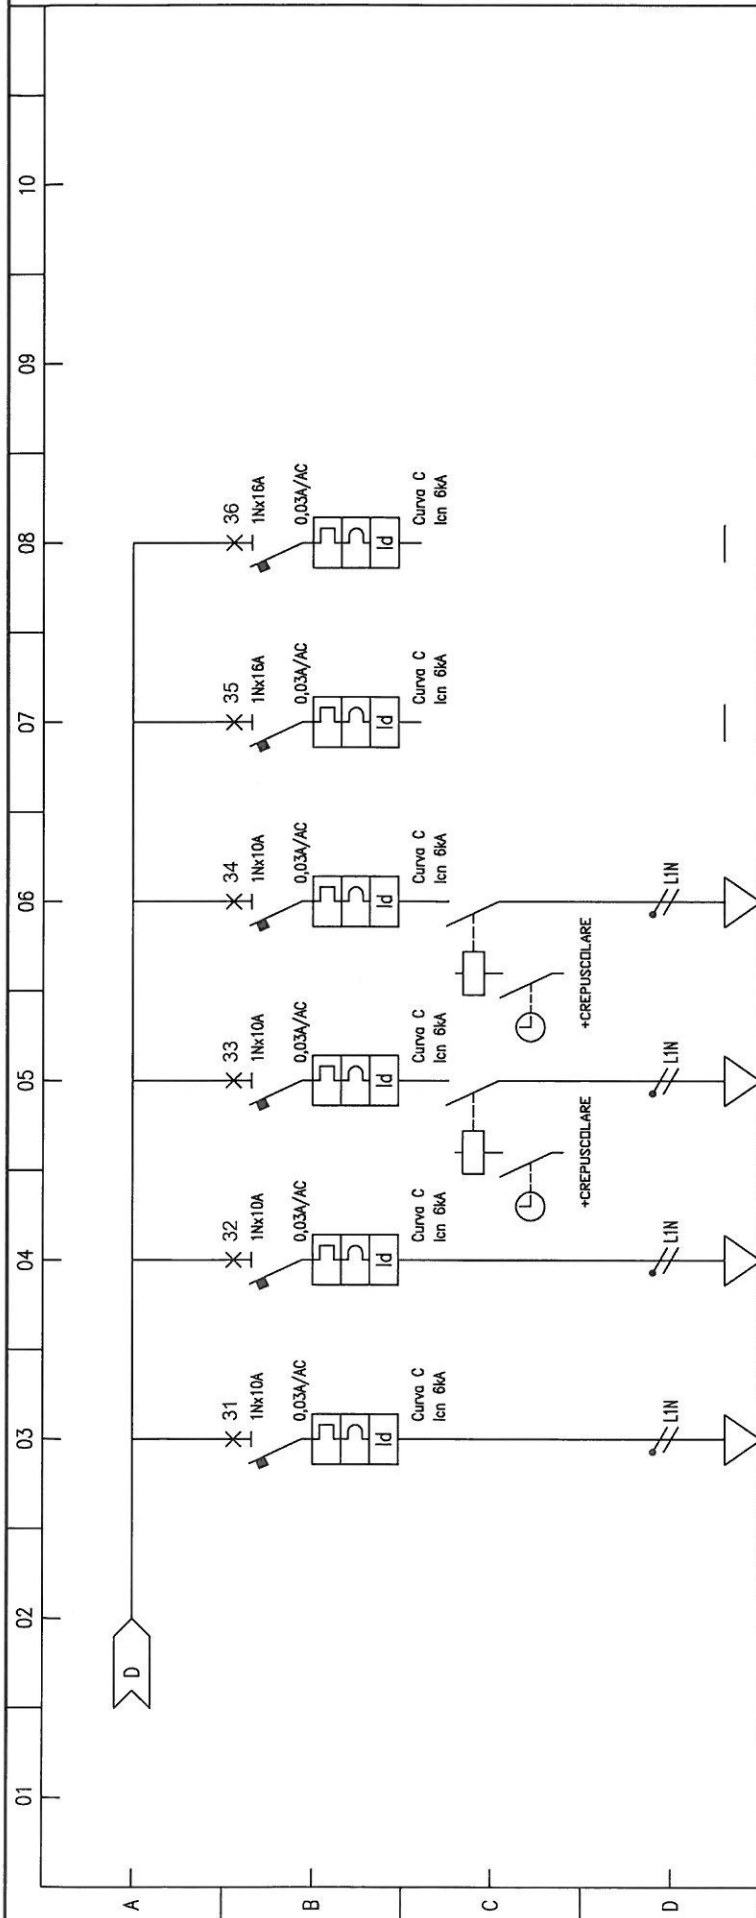 01 02 03 04 05 06 07 08 09 10
A
D
31 32 33 34 35 36
1Nx10A 1Nx10A 1Nx10A 1Nx10A 1Nx16A 1Nx16A
B
0,03A/AC 0,03A/AC 0,03A/AC 0,03A/AC 0,03A/AC 0,03A/AC
Id Id Id Id Id Id
Curva C Curva C Curva C Curva C Curva C Curva C
Icn 6kA Icn 6kA Icn 6kA Icn 6kA Icn 6kA Icn 6kA
C
+CREPUSCOLARE +CREPUSCOLARE
D
L1N L1N L1N L1N